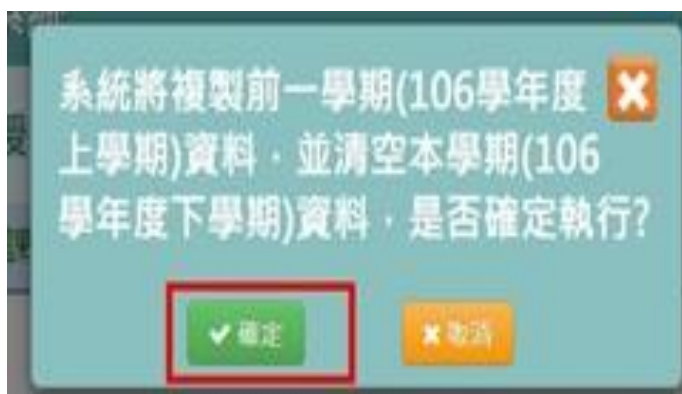 系統將複製前一學期(106學年度
上學期)資料，並清空本學期(106
學年度下學期)資料，是否確定執行?
確定
取消